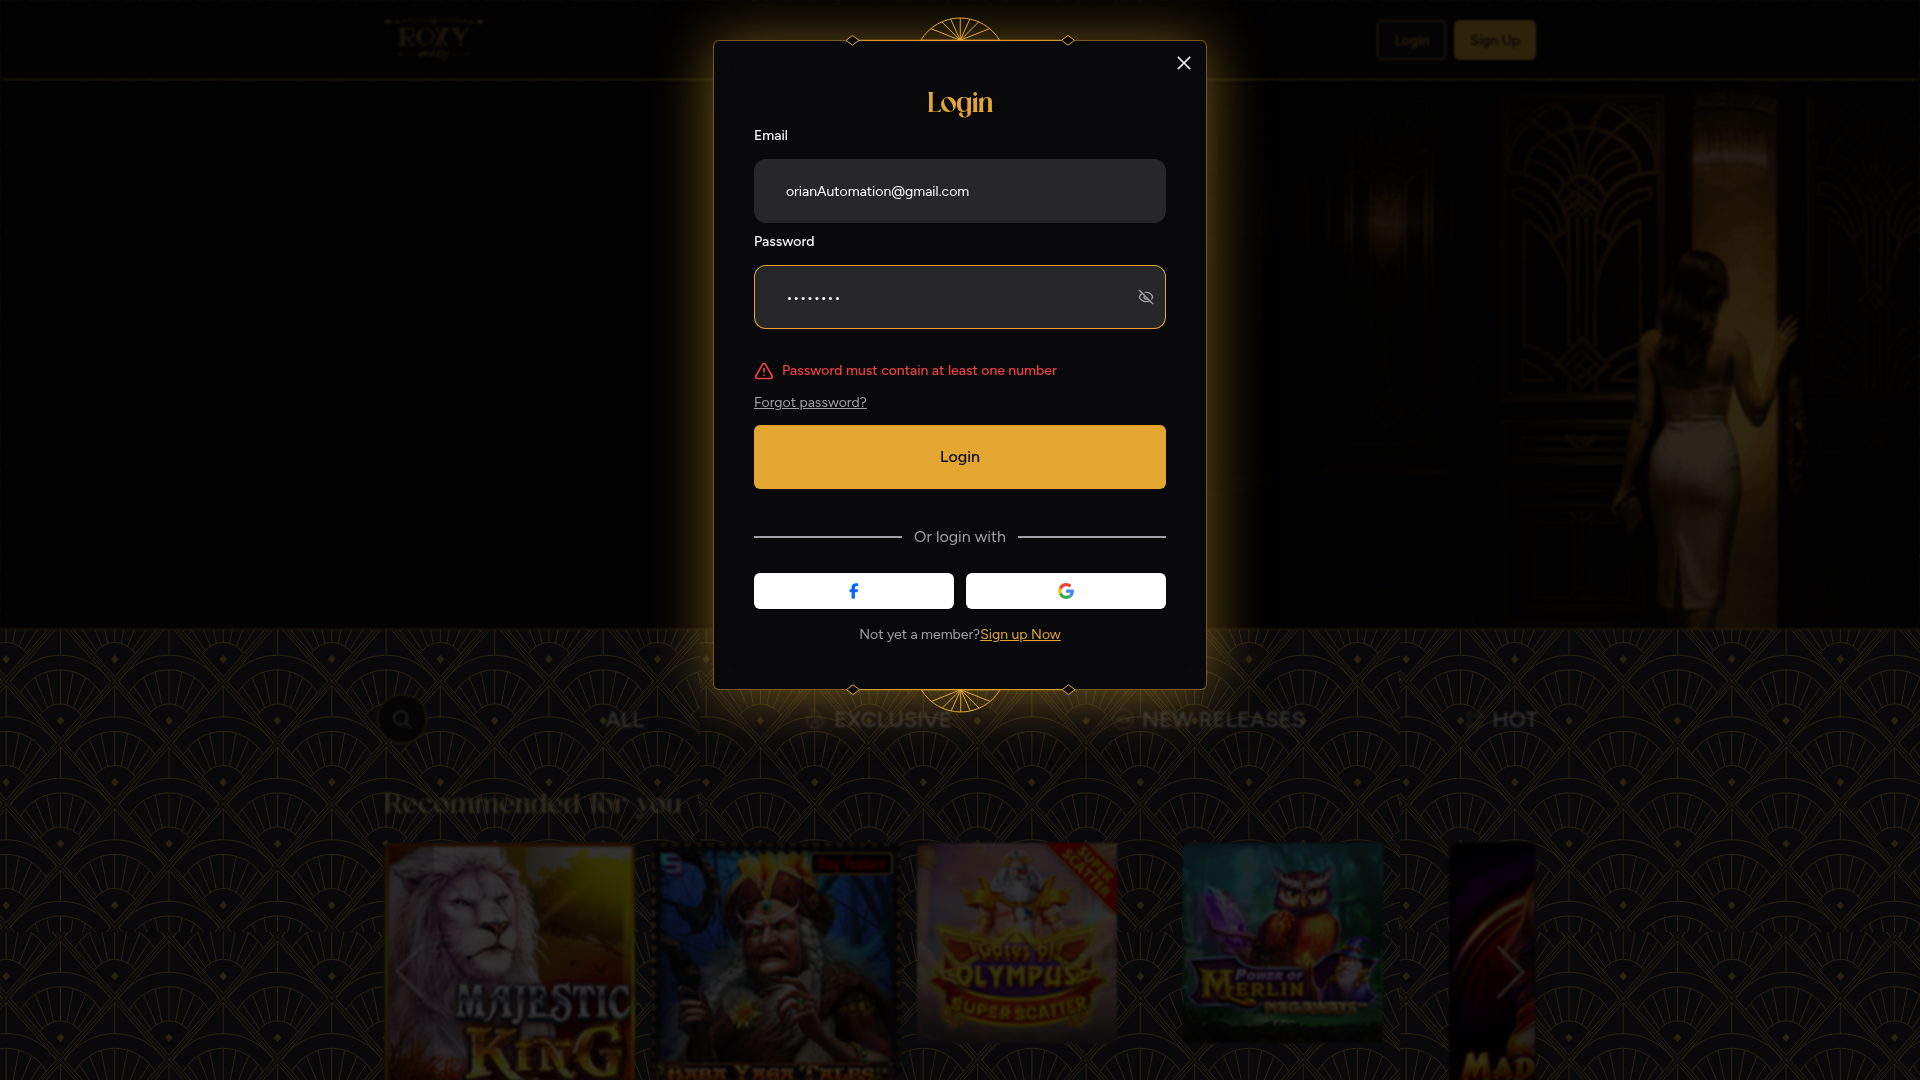 ROXY
Login
Sign Up
Login
Email
orianAutomation@gmail.com
Password
••••••••
Password must contain at least one number
Forgot password?
Login
Or login with
Not yet a member?Sign up Now
ALL
EXCLUSIVE
NEW RELEASES
HOT
Recommended for you
MAJESTIC
KING
BABA YAGA TALES
SUPER
SCATTER
Gates of
OLYMPUS
SUPER SCATTER
POWER OF
MERLIN
MEGAWAYS
MAD